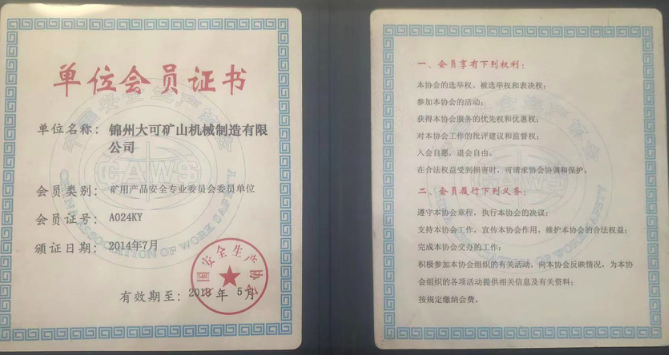 单位会员证书
单位名称：锦州大可矿山机械制造有限
公司
会员类别：矿用产品安全专业委员会委员单位
会员证号：A024KY
颁证日期：2014年7月
有效期至：2018年5月
CAWS
CHINA ASSOCIATION OF WORK SAFETY
中国安全生产协会
一、会员享有下列权利：
本协会的选举权、被选举权和表决权；
参加本协会的活动；
获得本协会服务的优先权和优惠权；
对本协会工作的批评建议和监督权；
入会自愿，退会自由；
在合法权益受到损害时，可请求协会协调和保护。
二、会员履行下列义务：
遵守本协会章程，执行本协会的决议；
支持本协会工作，宣传本协会作用，维护本协会的合法权益；
完成本协会交办的工作；
积极参加本协会组织的有关活动，向本协会反映情况，为本协
会组织的各项活动提供相关信息及有关资料；
按规定缴纳会费。